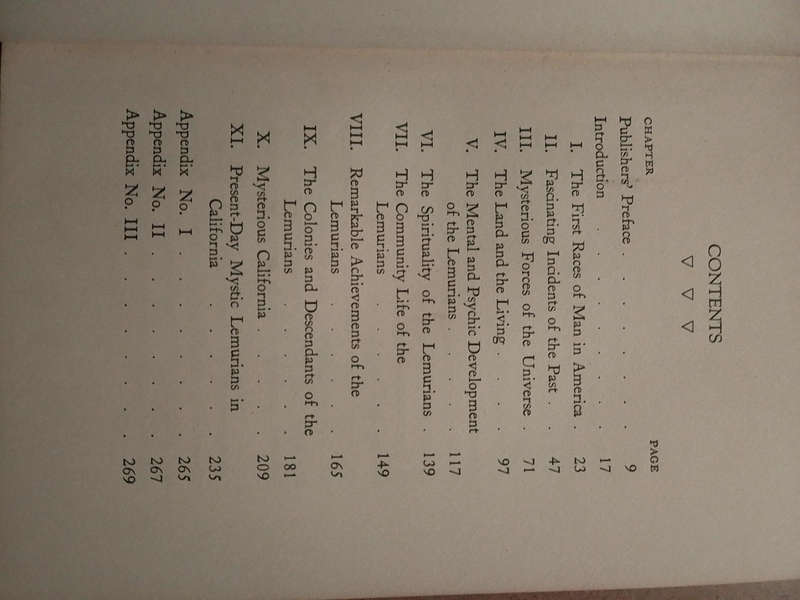 CONTENTS
▽ ▽ ▽
CHAPTER PAGE
Publishers' Preface . . . . . . 9
Introduction . . . . . . . 17
I. The First Races of Man in America . 23
II. Fascinating Incidents of the Past . . 47
III. Mysterious Forces of the Universe . 71
IV. The Land and the Living . . . . 97
V. The Mental and Psychic Development
of the Lemurians . . . . . 117
VI. The Spirituality of the Lemurians . 139
VII. The Community Life of the
Lemurians . . . . . . 149
VIII. Remarkable Achievements of the
Lemurians . . . . . . 165
IX. The Colonies and Descendants of the
Lemurians . . . . . . 181
X. Mysterious California . . . . . 209
XI. Present-Day Mystic Lemurians in
California . . . . . . 235
Appendix No. I . . . . . . . 265
Appendix No. II . . . . . . . 267
Appendix No. III . . . . . . . 269